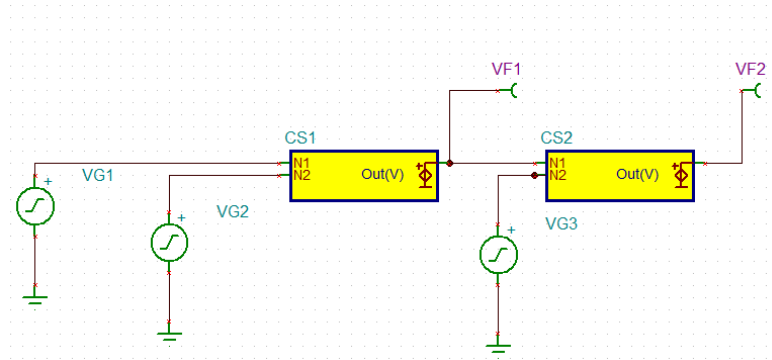 VF1
VF2
CS1
CS2
N1
N2
Out(V)
N1
N2
Out(V)
VG1
VG2
VG3
+
+
+
+
+